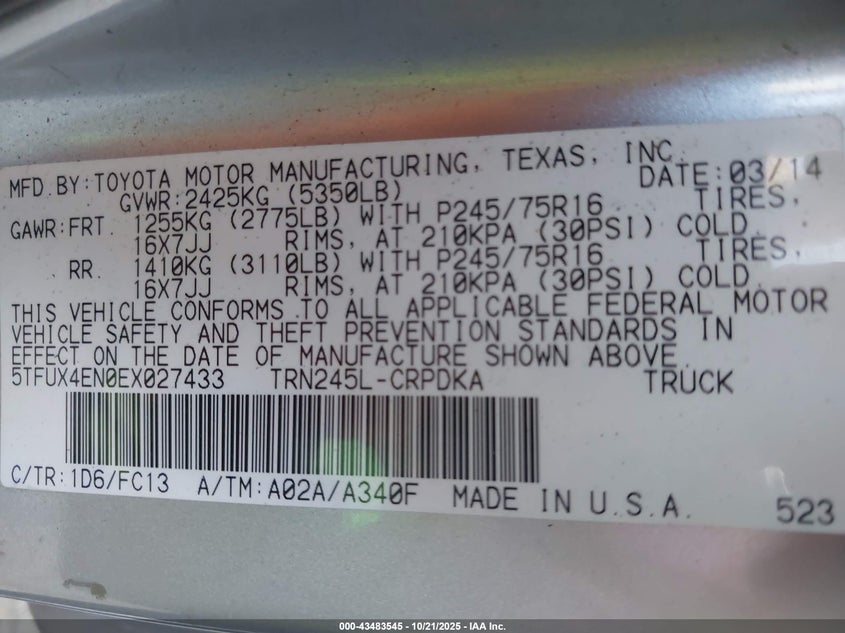 MFD.BY:TOYOTA MOTOR MANUFACTURING, TEXAS, INC.
GVWR:2425KG (5350LB) DATE:03/14
GAWR:FRT. 1255KG (2775LB) WITH P245/75R16 TIRES,
16X7JJ RIMS, AT 210KPA (30PSI) COLD.
RR. 1410KG (3110LB) WITH P245/75R16 TIRES,
16X7JJ RIMS, AT 210KPA (30PSI) COLD.
THIS VEHICLE CONFORMS TO ALL APPLICABLE FEDERAL MOTOR
VEHICLE SAFETY AND THEFT PREVENTION STANDARDS IN
EFFECT ON THE DATE OF MANUFACTURE SHOWN ABOVE.
5TFUX4EN0EX027433 TRN245L-CRPDKA TRUCK
C/TR:1D6/FC13 A/TM:A02A/A340F MADE IN U.S.A. 523
000-43483545 - 10/21/2025 - IAA Inc.